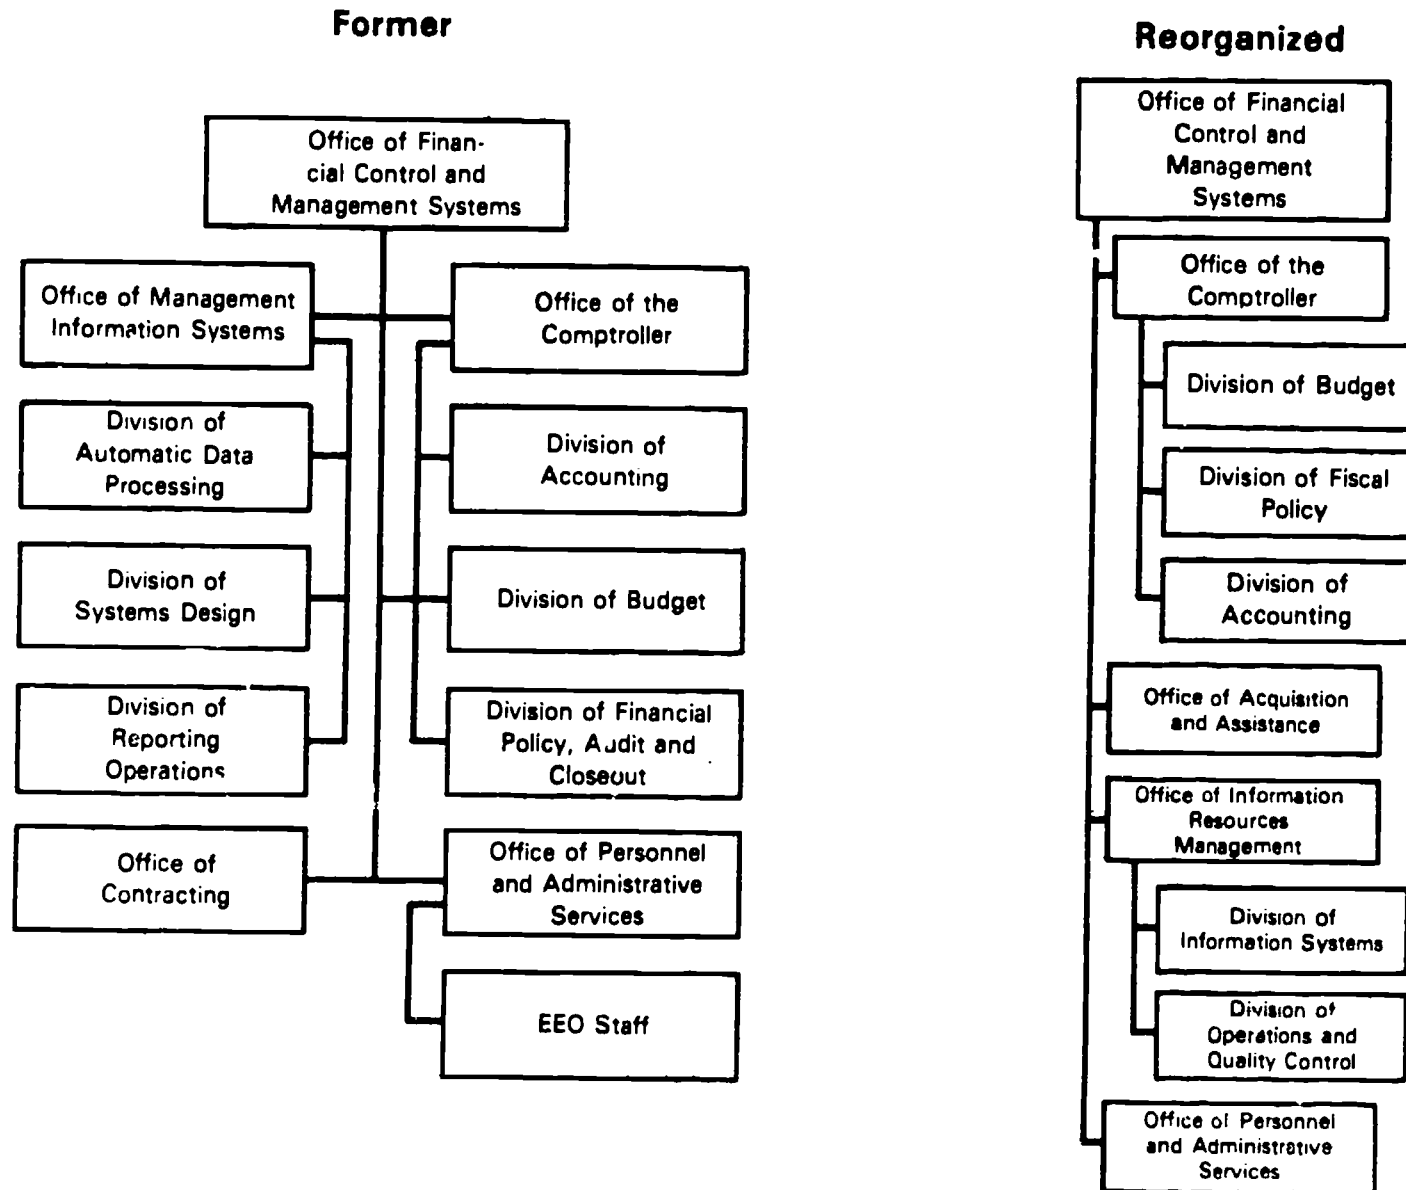 Former
Office of Finan-
cial Control and
Management Systems
Office of Management
Information Systems
Office of the
Comptroller
Division of
Automatic Data
Processing
Division of
Accounting
Division of
Systems Design
Division of Budget
Division of
Reporting
Operations
Division of Financial
Policy, Audit and
Closeout
Office of
Contracting
Office of Personnel
and Administrative
Services
EEO Staff
Reorganized
Office of Financial
Control and
Management
Systems
Office of the
Comptroller
Division of Budget
Division of Fiscal
Policy
Division of
Accounting
Office of Acquisition
and Assistance
Office of Information
Resources
Management
Division of
Information Systems
Division of
Operations and
Quality Control
Office of Personnel
and Administrative
Services